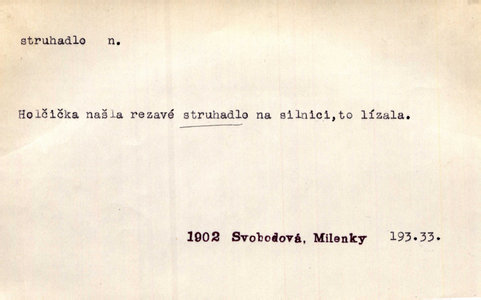 struhadlo n.
Holčička našla rezavé struhadlo na silnici,to lízala.
1902 Svobodová, Milenky 193.33.